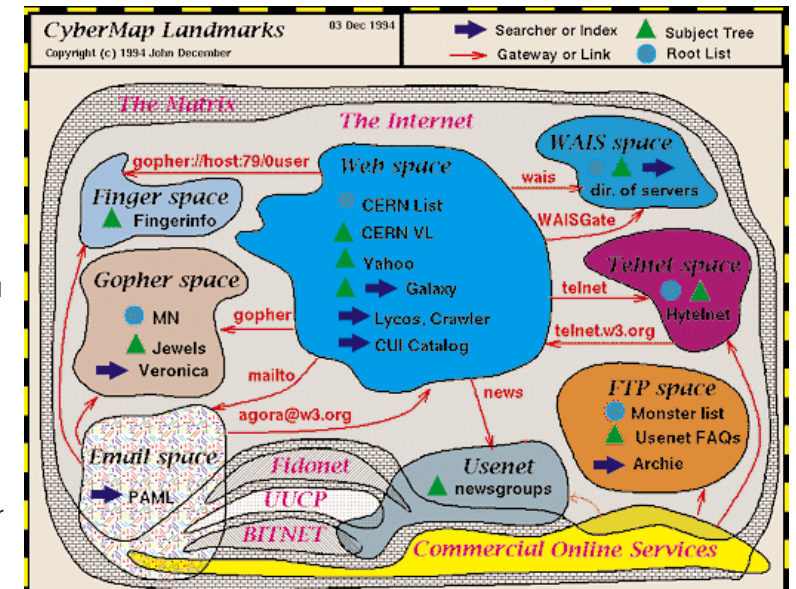 CyberMap Landmarks
03 Dec 1994
Copyright (c) 1994 John December
Searcher or Index
Subject Tree
Gateway or Link
Root List
The Matrix
The Internet
gopher://host:79/0user
Finger space
Fingerinfo
Web space
CERN List
CERN VL
Yahoo
Galaxy
Lycos, Crawler
CUI Catalog
WAIS space
dir. of servers
wais
WAISGate
Gopher space
MN
Jewels
Veronica
gopher
telnet
telnet.w3.org
Telnet space
Hytelnet
mailto
agora@w3.org
news
FTP space
Monster list
Usenet FAQs
Archie
Email space
PAML
Fidonet
UUCP
BITNET
Usenet
newsgroups
Commercial Online Services